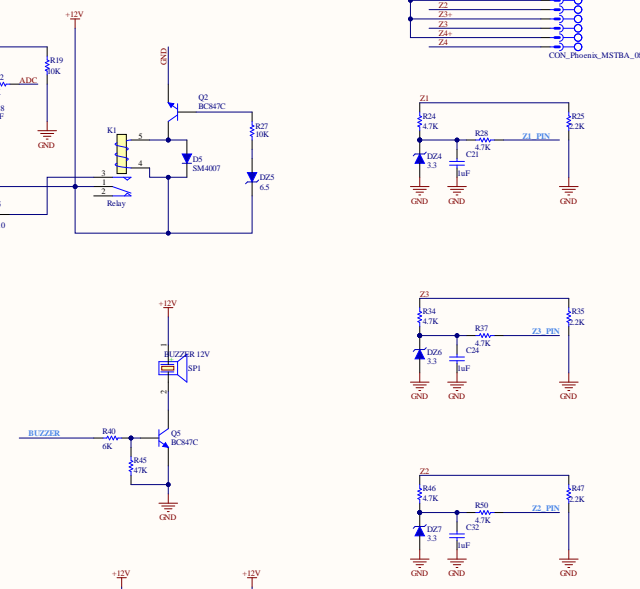 +12V
GND
R19
10K
ADC
Q2
BC847C
R27
10K
K1
5
4
D5
SM4007
DZ5
6.5
3
1
2
Relay
+12V
1
BUZZER 12V
SP1
2
BUZZER
R40
6K
Q5
BC847C
R45
47K
GND
+12V
+12V
Z2
Z3+
Z3
Z4+
Z4
Z1
R24
4.7K
R25
2.2K
R28
4.7K
Z1_PIN
DZ4
3.3
C21
1uF
GND
GND
GND
Z3
R34
4.7K
R35
2.2K
R37
4.7K
Z3_PIN
DZ6
3.3
C24
1uF
GND
GND
GND
Z2
R46
4.7K
R47
2.2K
R50
4.7K
Z2_PIN
DZ7
3.3
C32
1uF
GND
GND
GND
GND